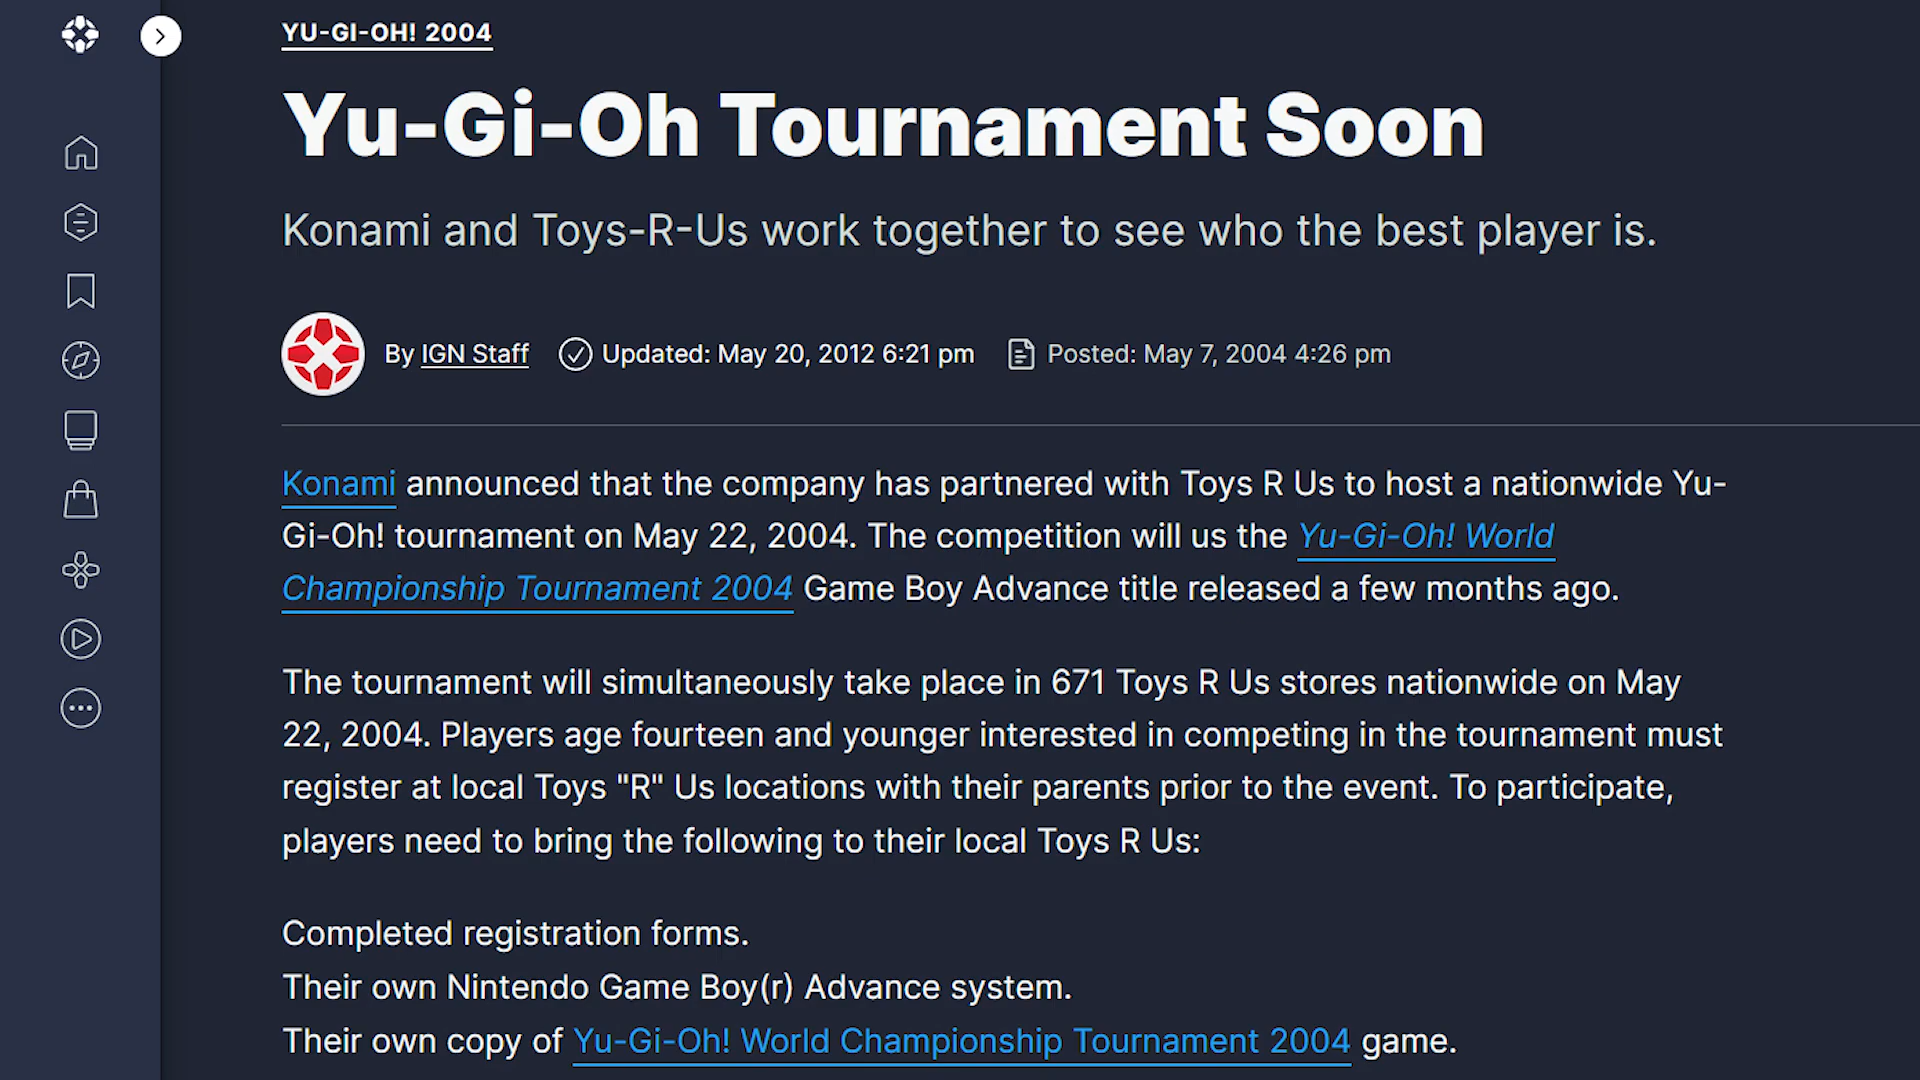 YU-GI-OH! 2004
Yu-Gi-Oh Tournament Soon
Konami and Toys-R-Us work together to see who the best player is.
By IGN Staff Updated: May 20, 2012 6:21 pm Posted: May 7, 2004 4:26 pm
Konami announced that the company has partnered with Toys R Us to host a nationwide Yu-
Gi-Oh! tournament on May 22, 2004. The competition will us the Yu-Gi-Oh! World
Championship Tournament 2004 Game Boy Advance title released a few months ago.
The tournament will simultaneously take place in 671 Toys R Us stores nationwide on May
22, 2004. Players age fourteen and younger interested in competing in the tournament must
register at local Toys "R" Us locations with their parents prior to the event. To participate,
players need to bring the following to their local Toys R Us:
Completed registration forms.
Their own Nintendo Game Boy(r) Advance system.
Their own copy of Yu-Gi-Oh! World Championship Tournament 2004 game.